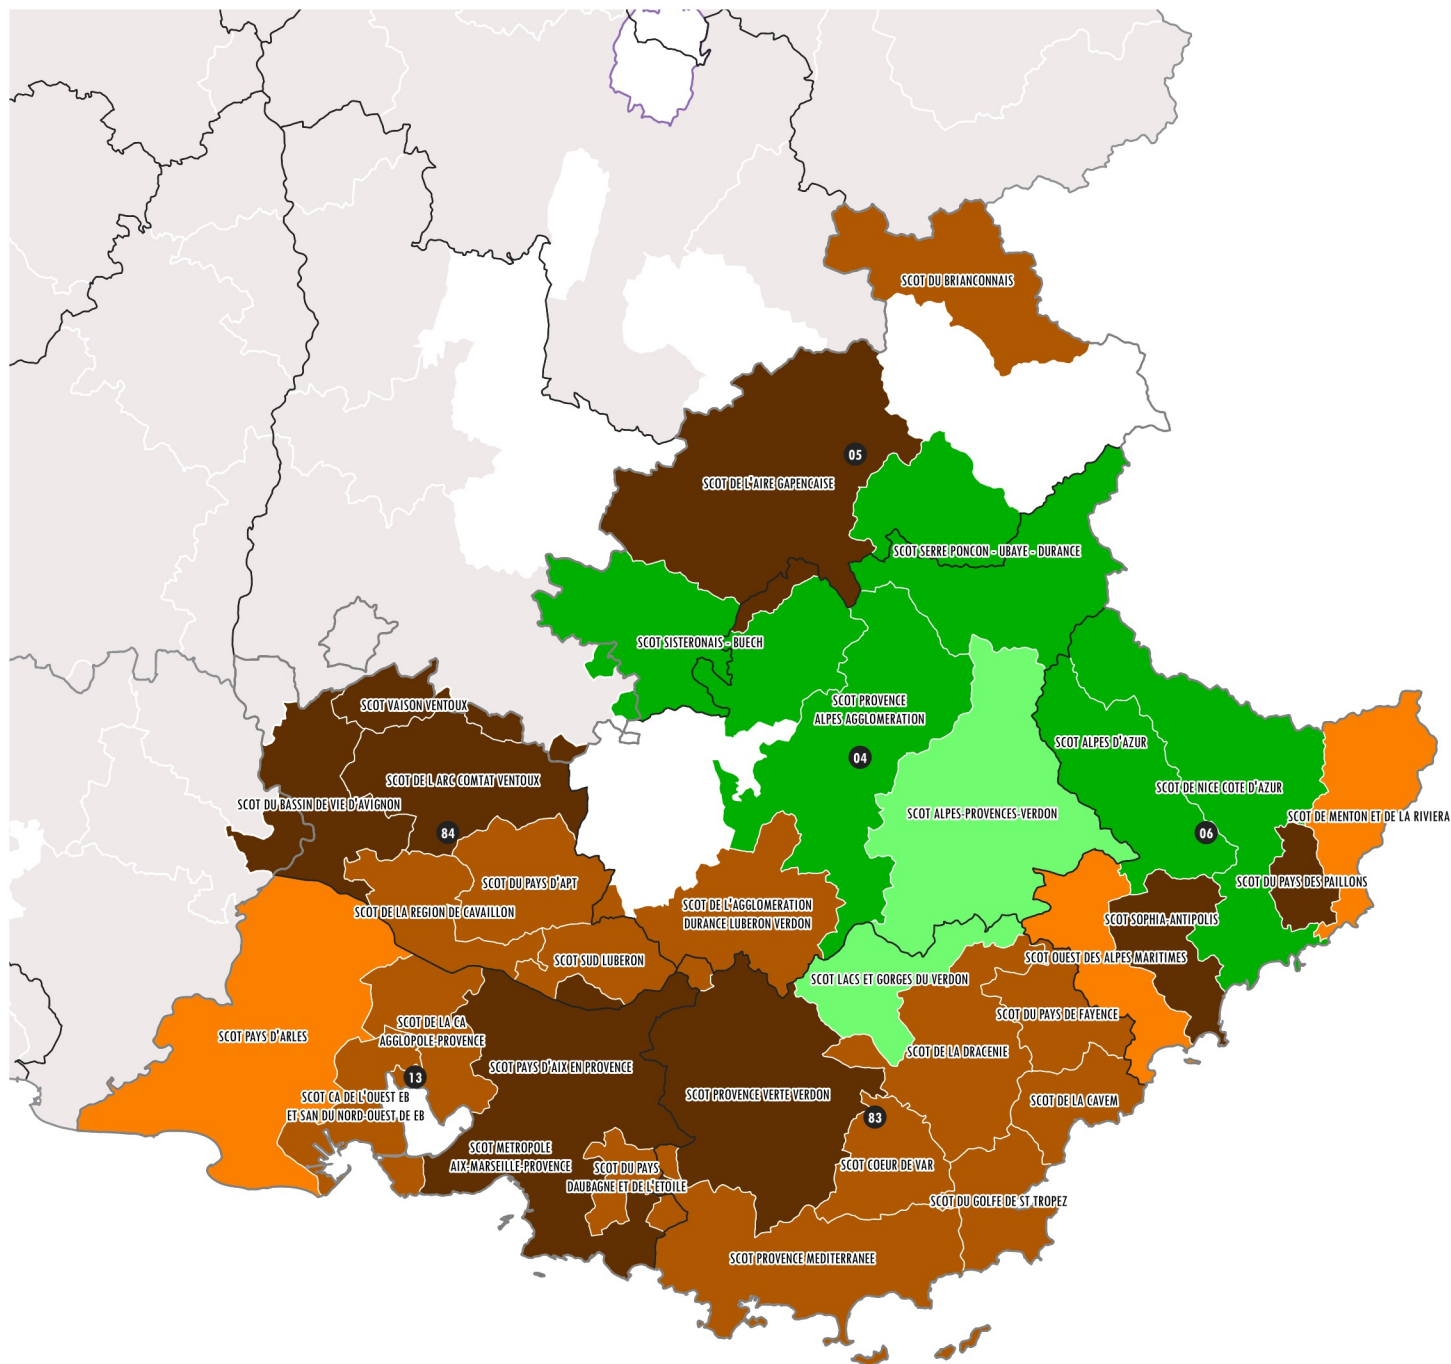 SCOT DU BRIANCONNAIS
05
SCOT DE L'AIRE GAPENCAISE
SCOT SERRE PONCON - UBAYE - DURANCE
SCOT SISTERONAIS - BUECH
SCOT VAISON VENTOUX
SCOT PROVENCE
ALPES AGGLOMERATION
SCOT ALPES D'AZUR
04
SCOT DE L ARC COMTAT VENTOUX
SCOT DE NICE COTE D'AZUR
SCOT DU BASSIN DE VIE D'AVIGNON
SCOT ALPES-PROVENCES-VERDON
SCOT DE MENTON ET DE LA RIVIERA
84
06
SCOT DU PAYS D'APT
SCOT DU PAYS DES PAILLONS
SCOT DE LA REGION DE CAVAILLON
SCOT DE L'AGGLOMERATION
DURANCE LUBERON VERDON
SCOT SOPHIA-ANTIPOLIS
SCOT SUD LUBERON
SCOT OUEST DES ALPES MARITIMES
SCOT LACS ET GORGES DU VERDON
SCOT DU PAYS DE FAYENCE
SCOT PAYS D'ARLES
SCOT DE LA CA
AGGLOPOLE-PROVENCE
SCOT DE LA DRACENIE
SCOT PAYS D'AIX EN PROVENCE
13
SCOT CA DE L'OUEST EB
ET SAN DU NORD-OUEST DE EB
SCOT PROVENCE VERTE VERDON
SCOT DE LA CAVEM
83
SCOT METROPOLE
AIX-MARSEILLE-PROVENCE
SCOT DU PAYS
DAUBAGNE ET DE L'ETOILE
SCOT COEUR DE VAR
SCOT DU GOLFE DE ST TROPEZ
SCOT PROVENCE MEDITERRANEE